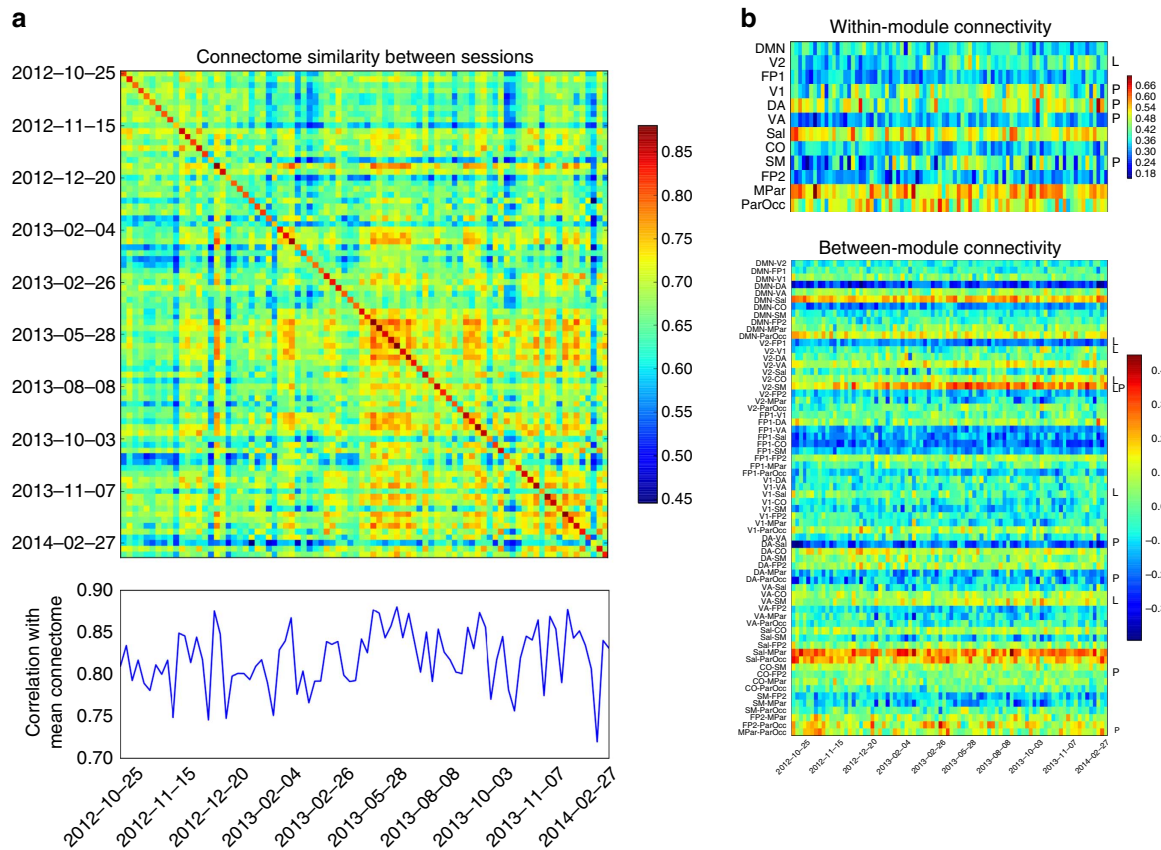 a
Connectome similarity between sessions
2012–10–25
2012–11–15
2012–12–20
2013–02–04
2013–02–26
2013–05–28
2013–08–08
2013–10–03
2013–11–07
2014–02–27
0.85
0.80
0.75
0.70
0.65
0.60
0.55
0.50
0.45
Correlation with
mean connectome
0.90
0.85
0.80
0.75
0.70
2012–10–25
2012–11–15
2012–12–20
2013–02–04
2013–02–26
2013–05–28
2013–08–08
2013–10–03
2013–11–07
2014–02–27
b
Within-module connectivity
DMN
V2 L
FP1
V1 P
DA P
VA P
Sal
CO
SM P
FP2
MPar
ParOcc
0.66
0.60
0.54
0.48
0.42
0.36
0.30
0.24
0.18
Between-module connectivity
DMN-V2
DMN-FP1
DMN-V1
DMN-DA
DMN-VA
DMN-Sal
DMN-CO
DMN-SM
DMN-FP2
DMN-MPar
DMN-ParOcc
V2-FP1 L
V2-V1 L
V2-DA
V2-VA
V2-Sal
V2-CO L
V2-SM LP
V2-FP2
V2-MPar
V2-ParOcc
FP1-V1
FP1-DA
FP1-VA
FP1-Sal
FP1-CO
FP1-SM
FP1-FP2
FP1-MPar
FP1-ParOcc
V1-DA
V1-VA
V1-Sal L
V1-CO
V1-SM
V1-FP2
V1-MPar
V1-ParOcc
DA-VA
DA-Sal P
DA-CO
DA-SM
DA-FP2
DA-MPar
DA-ParOcc P
VA-Sal
VA-CO
VA-SM L
VA-FP2
VA-MPar
VA-ParOcc
Sal-CO
Sal-SM
Sal-FP2
Sal-MPar
Sal-ParOcc
CO-SM
CO-FP2 P
CO-MPar
CO-ParOcc
SM-FP2
SM-MPar
SM-ParOcc
FP2-MPar
FP2-ParOcc
MPar-ParOcc P
2012-10-25
2012-11-15
2012-12-20
2013-02-04
2013-02-26
2013-05-28
2013-08-08
2013-10-03
2013-11-07
2014-02-27